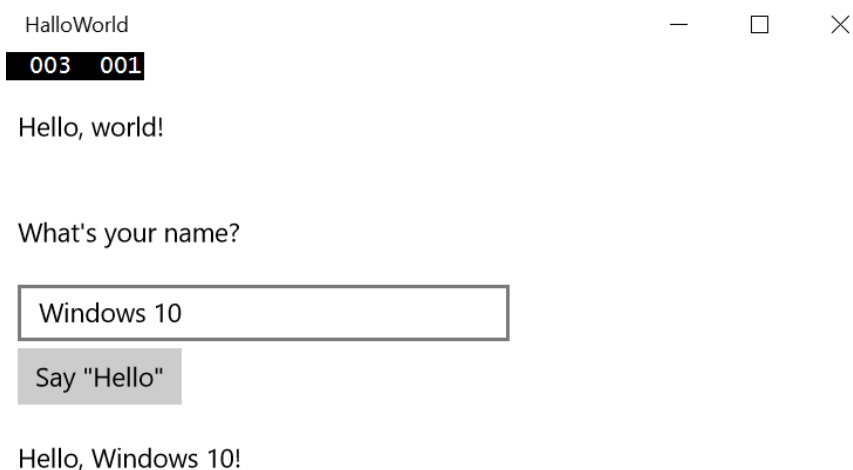 HalloWorld
003 001
Hello, world!
What's your name?
Windows 10
Say "Hello"
Hello, Windows 10!